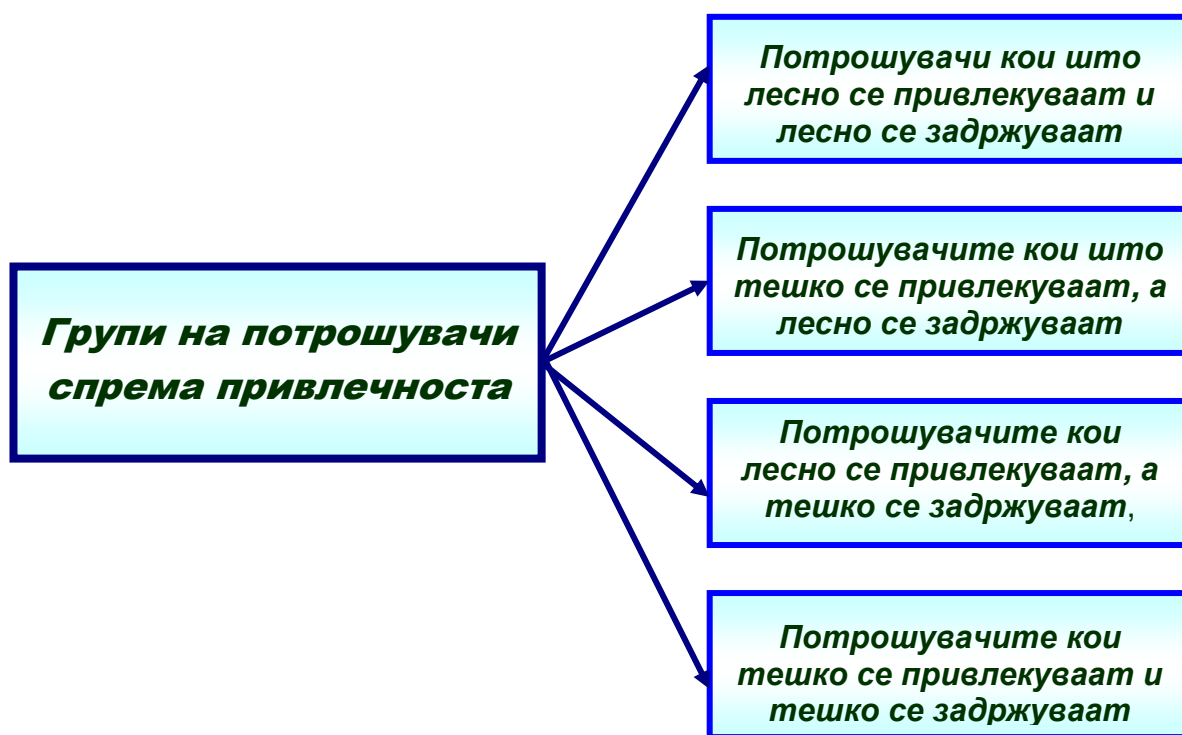 Потрошувачи кои што
лесно се привлекуваат и
лесно се задржуваат
Потрошувачите кои што
тешко се привлекуваат, а
лесно се задржуваат
Групи на потрошувачи
спрема привлечноста
Потрошувачите кои
лесно се привлекуваат, а
тешко се задржуваат,
Потрошувачите кои
тешко се привлекуваат и
тешко се задржуваат